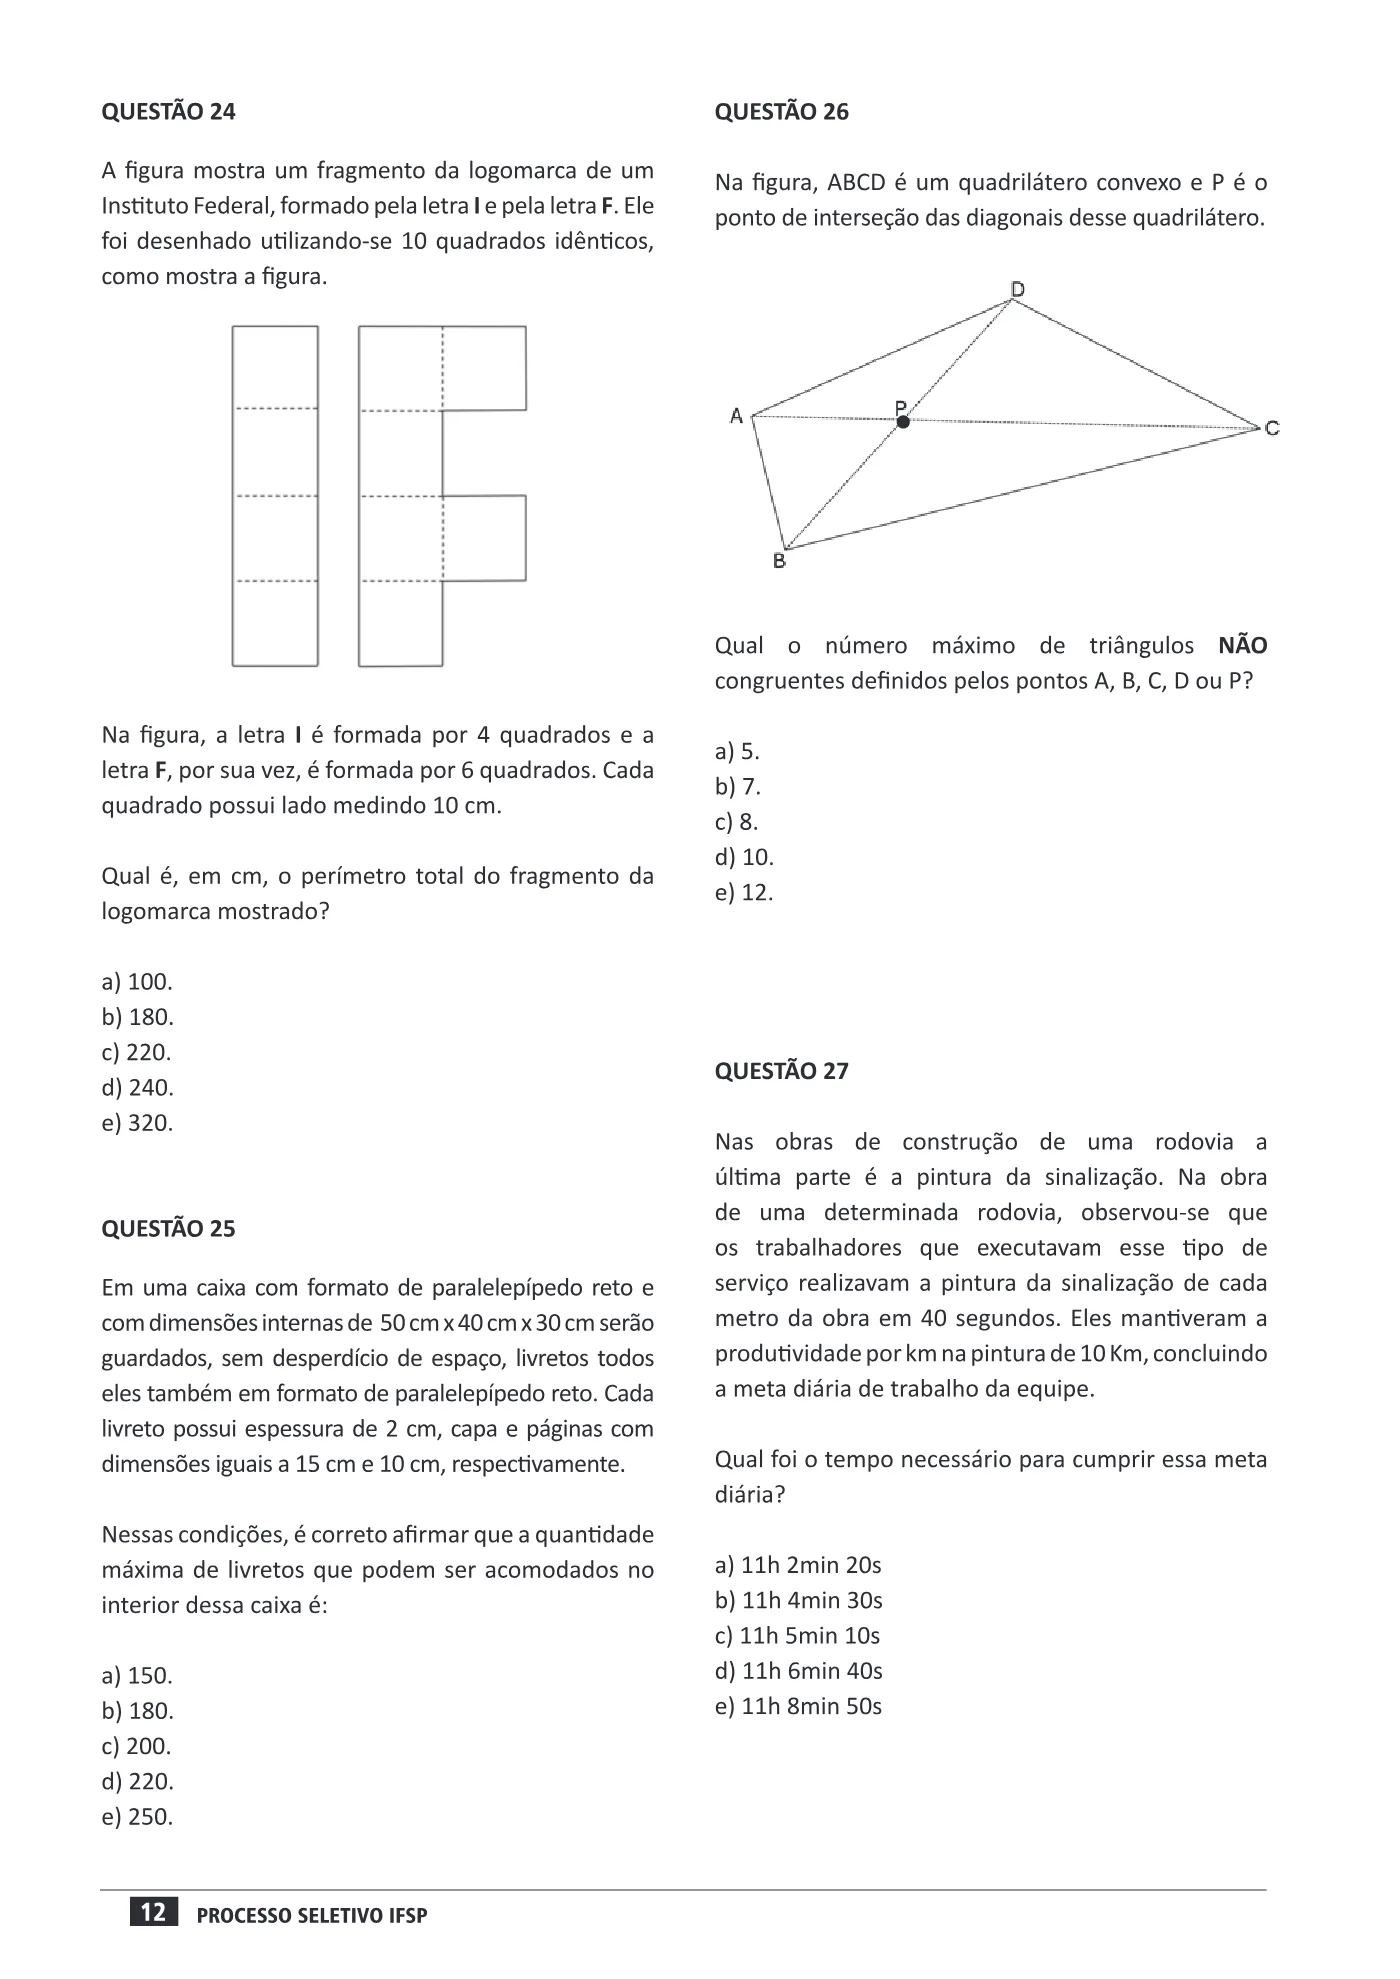 QUESTÃO 24
A figura mostra um fragmento da logomarca de um
Instituto Federal, formado pela letra I e pela letra F. Ele
foi desenhado utilizando-se 10 quadrados idênticos,
como mostra a figura.
Na figura, a letra I é formada por 4 quadrados e a
letra F, por sua vez, é formada por 6 quadrados. Cada
quadrado possui lado medindo 10 cm.
Qual é, em cm, o perímetro total do fragmento da
logomarca mostrado?
a) 100.
b) 180.
c) 220.
d) 240.
e) 320.
QUESTÃO 25
Em uma caixa com formato de paralelepípedo reto e
com dimensões internas de 50 cm x 40 cm x 30 cm serão
guardados, sem desperdício de espaço, livretos todos
eles também em formato de paralelepípedo reto. Cada
livreto possui espessura de 2 cm, capa e páginas com
dimensões iguais a 15 cm e 10 cm, respectivamente.
Nessas condições, é correto afirmar que a quantidade
máxima de livretos que podem ser acomodados no
interior dessa caixa é:
a) 150.
b) 180.
c) 200.
d) 220.
e) 250.
QUESTÃO 26
Na figura, ABCD é um quadrilátero convexo e P é o
ponto de interseção das diagonais desse quadrilátero.
D
P
A
C
B
Qual o número máximo de triângulos NÃO
congruentes definidos pelos pontos A, B, C, D ou P?
a) 5.
b) 7.
c) 8.
d) 10.
e) 12.
QUESTÃO 27
Nas obras de construção de uma rodovia a
última parte é a pintura da sinalização. Na obra
de uma determinada rodovia, observou-se que
os trabalhadores que executavam esse tipo de
serviço realizavam a pintura da sinalização de cada
metro da obra em 40 segundos. Eles mantiveram a
produtividade por km na pintura de 10 Km, concluindo
a meta diária de trabalho da equipe.
Qual foi o tempo necessário para cumprir essa meta
diária?
a) 11h 2min 20s
b) 11h 4min 30s
c) 11h 5min 10s
d) 11h 6min 40s
e) 11h 8min 50s
12 PROCESSO SELETIVO IFSP